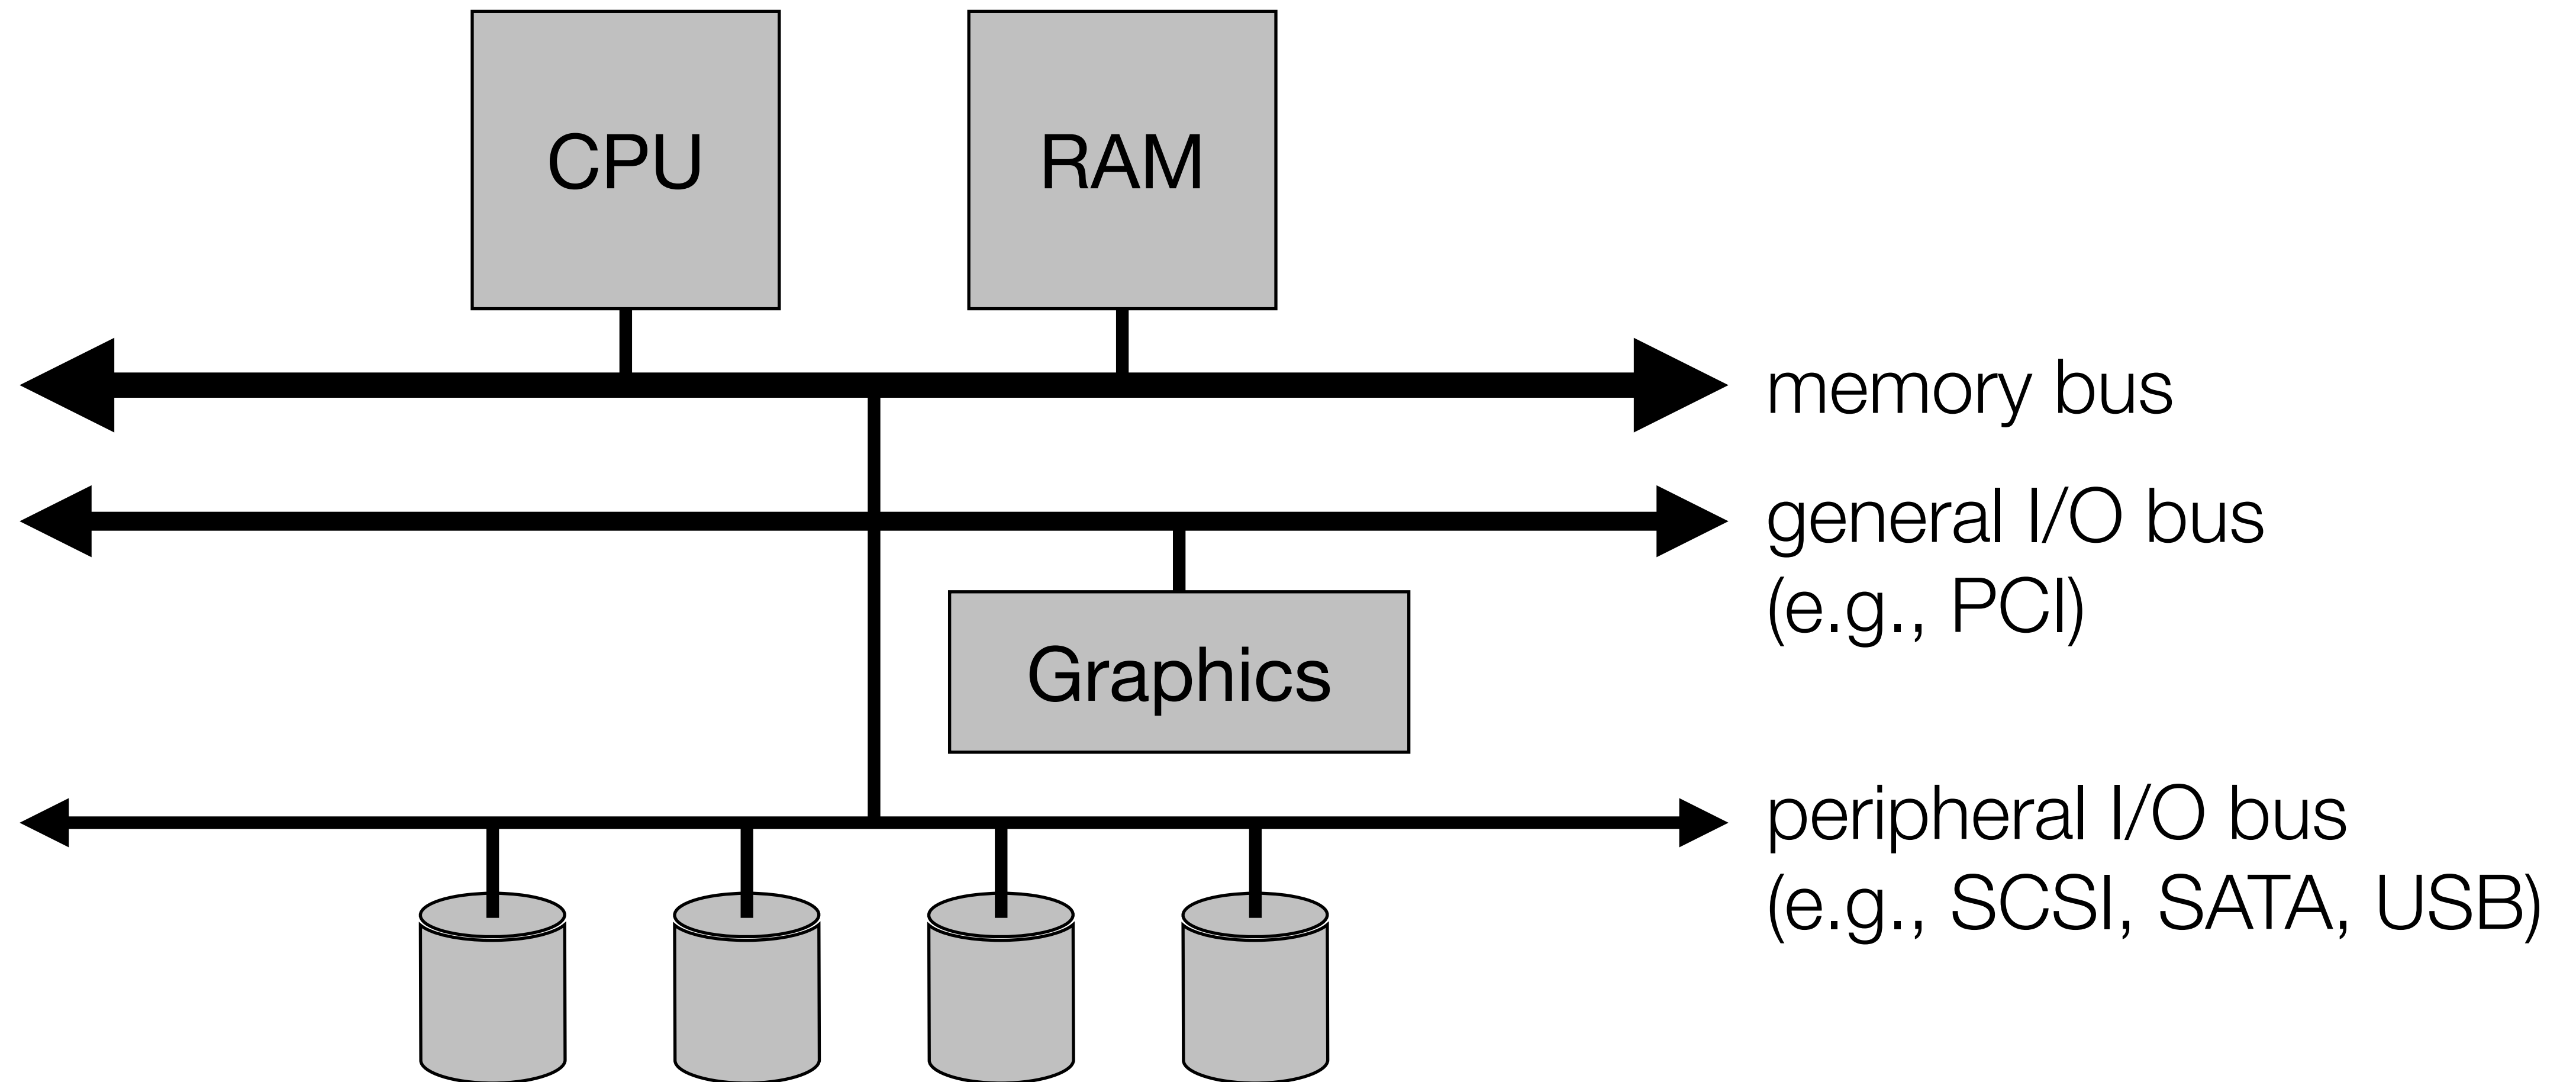 CPU
RAM
memory bus
general I/O bus
(e.g., PCI)
Graphics
peripheral I/O bus
(e.g., SCSI, SATA, USB)